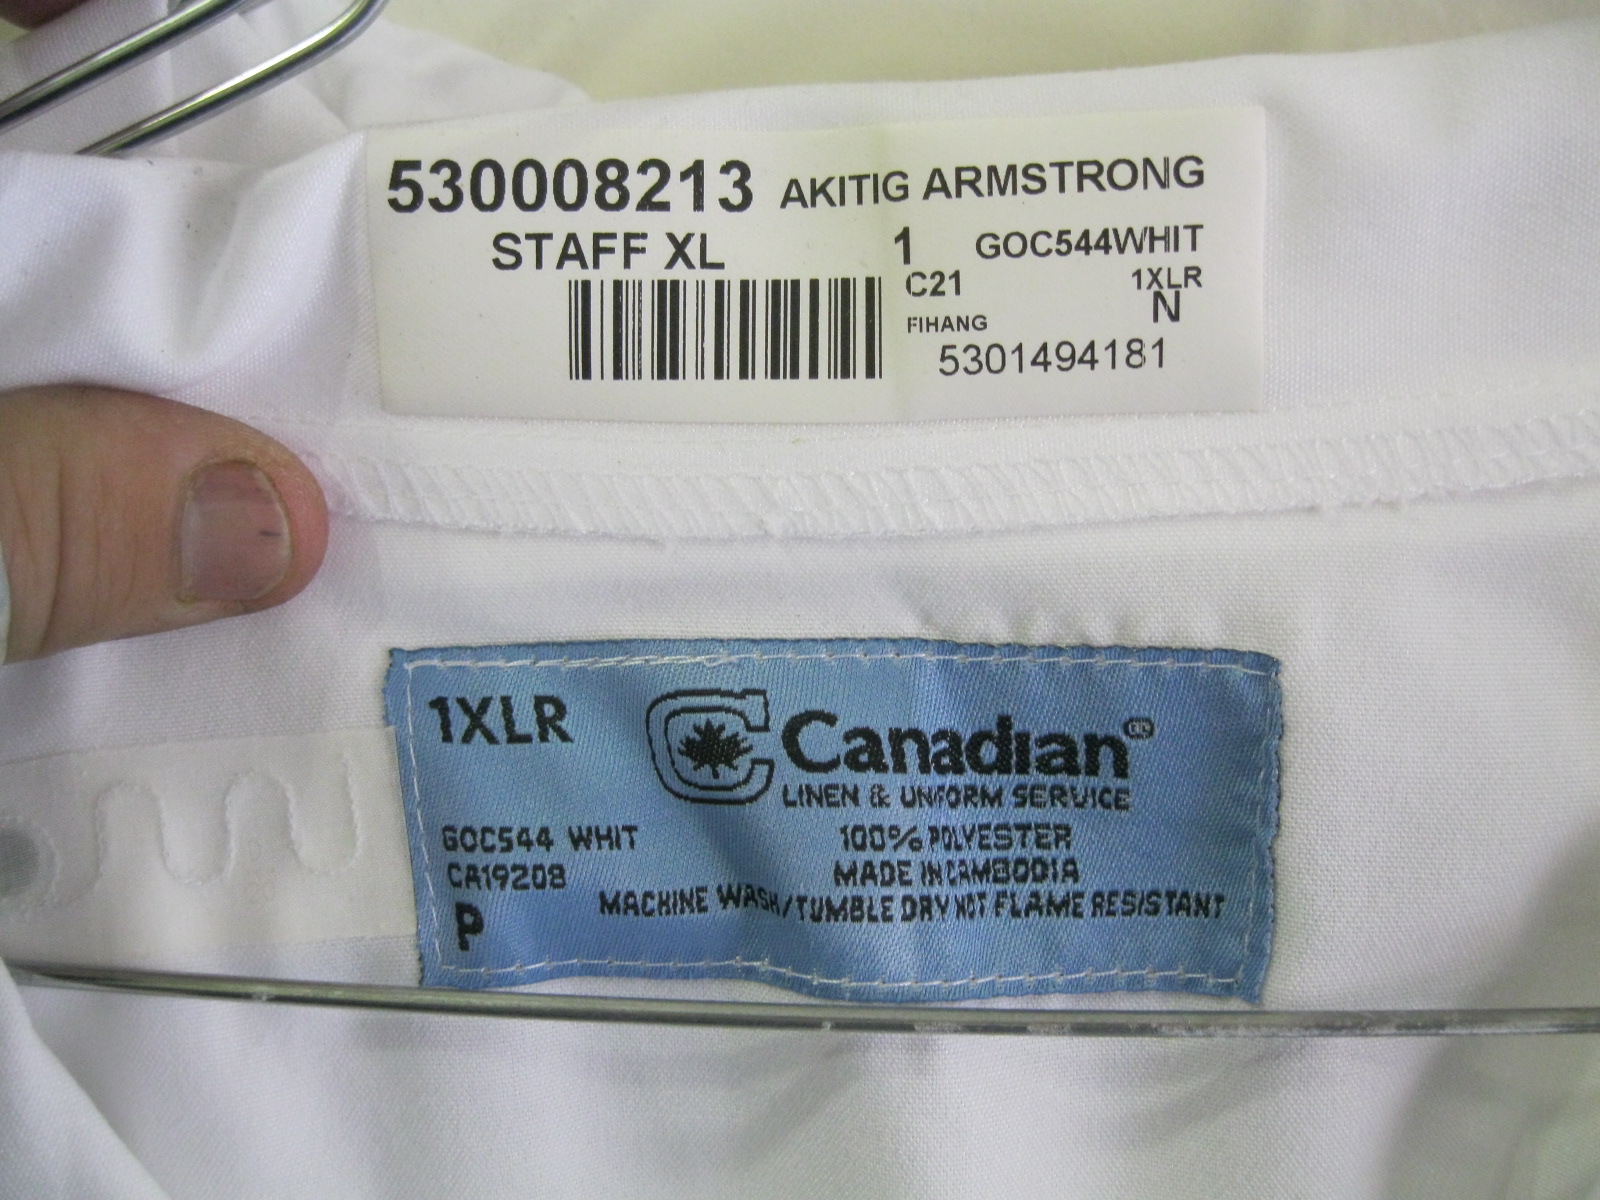 530008213 AKITIG ARMSTRONG
STAFF XL 1 GOC544WHIT
C21 1XLR
N
FIHANG
5301494181
1XLR
Canadian
LINEN & UNIFORM SERVICE
GOC544 WHIT 100% POLYESTER
CA19208 MADE IN CAMBODIA
MACHINE WASH/TUMBLE DRY NOT FLAME RESISTANT
P